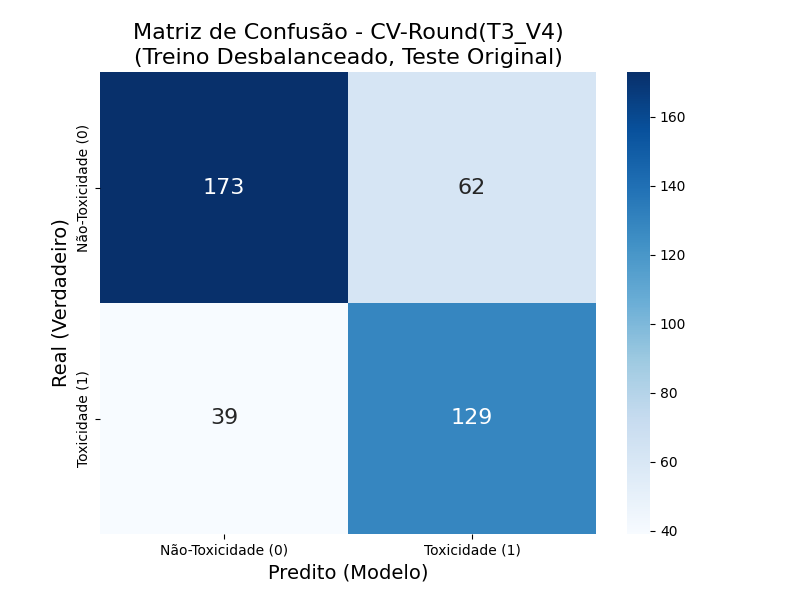 Matriz de Confusão - CV-Round(T3_V4)
(Treino Desbalanceado, Teste Original)
Real (Verdadeiro)
Não-Toxicidade (0)
Toxicidade (1)
173
62
39
129
Não-Toxicidade (0)
Toxicidade (1)
Predito (Modelo)
160
140
120
100
80
60
40